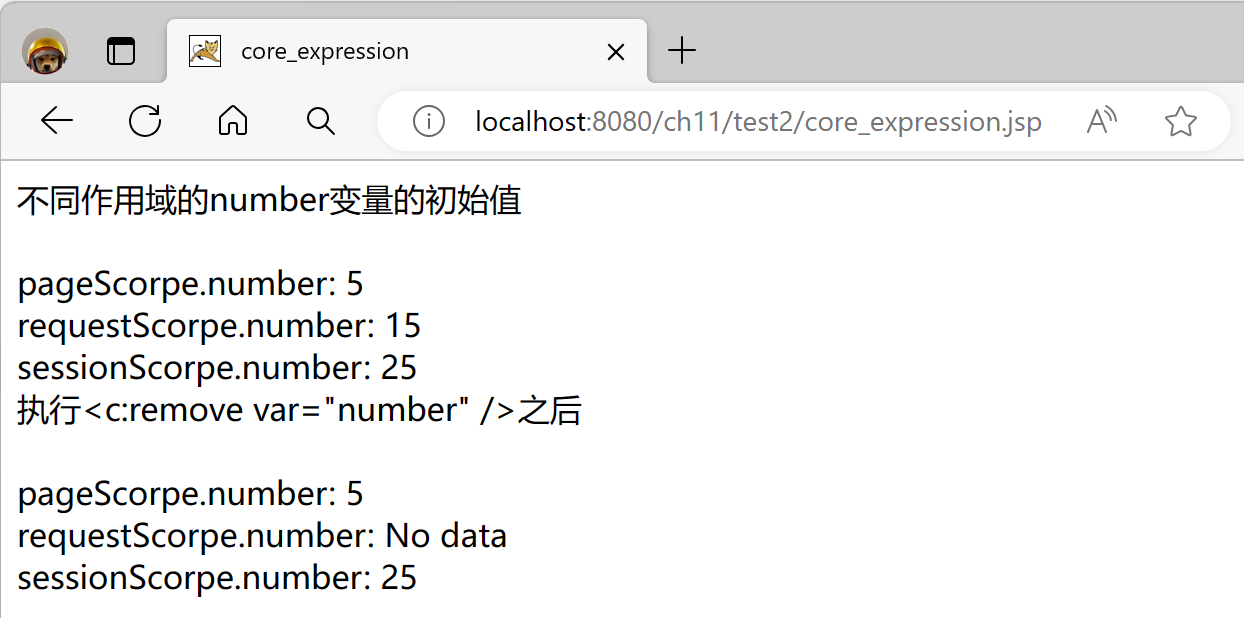 core_expression
localhost:8080/ch11/test2/core_expression.jsp
不同作用域的number变量的初始值
pageScorpe.number: 5
requestScorpe.number: 15
sessionScorpe.number: 25
执行<c:remove var="number" />之后
pageScorpe.number: 5
requestScorpe.number: No data
sessionScorpe.number: 25